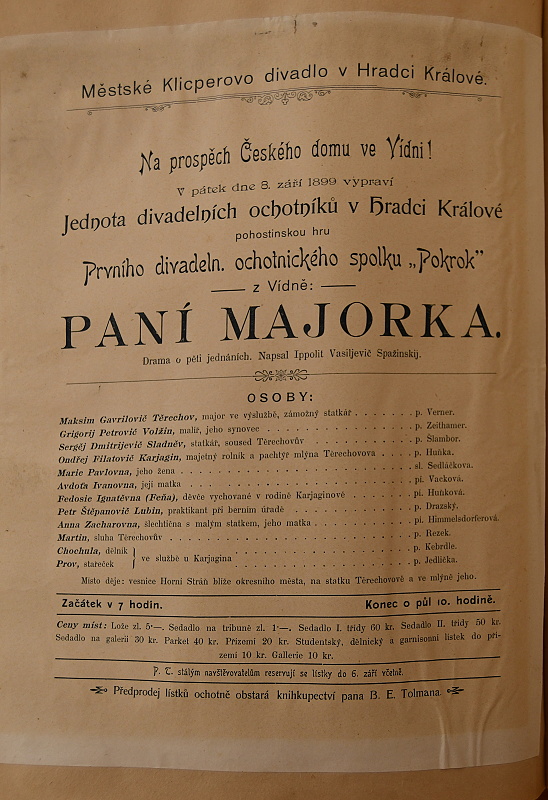 Městské Klicperovo divadlo v Hradci Králové.
Na prospěch Českého domu ve Vídni!
V pátek dne 8. září 1899 vypraví
Jednota divadelních ochotníků v Hradci Králové
pohostinskou hru
Prvního divadeln. ochotnického spolku „Pokrok"
z Vídně:
PANÍ MAJORKA.
Drama o pěti jednáních. Napsal Ippolit Vasiljevič Spažinskij.
OSOBY:
Maksim Gavrilovič Těrechov, major ve výslužbě, zámožný statkář . . . . . . . p. Verner.
Grigorij Petrovič Volžin, malíř, jeho synovec . . . . . . . . . . . . . p. Zeithamer.
Sergěj Dmitrijevič Sladněv, statkář, soused Těrechovův . . . . . . . . . . p. Šlambor.
Ondřej Filatovič Karjagin, majetný rolník a pachtýř mlýna Těrechovova . . . . p. Huňka.
Marie Pavlovna, jeho žena . . . . . . . . . . . . . . . . . . . sl. Sedláčkova.
Avdoťa Ivanovna, její matka . . . . . . . . . . . . . . . . . . pí. Vacková.
Fedosie Ignatěvna (Feňa), děvče vychované v rodině Karjaginově . . . . . . . pí. Huňková.
Petr Štěpanovič Lubin, praktikant při berním úřadě . . . . . . . . . . . p. Drazský.
Anna Zacharovna, šlechtična s malým statkem, jeho matka . . . . . . . . . pí. Himmelsdorferová.
Martin, sluha Těrechovův . . . . . . . . . . . . . . . . . . . p. Rezek.
Chochula, dělník . . . . . . . . . . . . . . . . . . . p. Kebrdle.
ve službě u Karjagina
Prov, stareček . . . . . . . . . . . . . . . . . . . p. Jedlička.
Místo děje: vesnice Horní Stráň blíže okresního města, na statku Těrechovově a ve mlýně jeho.
Začátek v 7 hodin. Konec o půl 10. hodině.
Ceny míst: Lože zl. 5·—. Sedadlo na tribuně zl. 1·—. Sedadlo I. třídy 60 kr. Sedadlo II. třídy 50 kr.
Sedadlo na galerii 30 kr. Parket 40 kr. Přízemí 20 kr. Studentský, dělnický a garnisonní lístek do pří-
zemí 10 kr. Gallerie 10 kr.
P. T. stálým navštěvovatelům reservují se lístky do 6. září včelně.
Předprodej lístků ochotně obstará knihkupectví pana B. E. Tolmana.